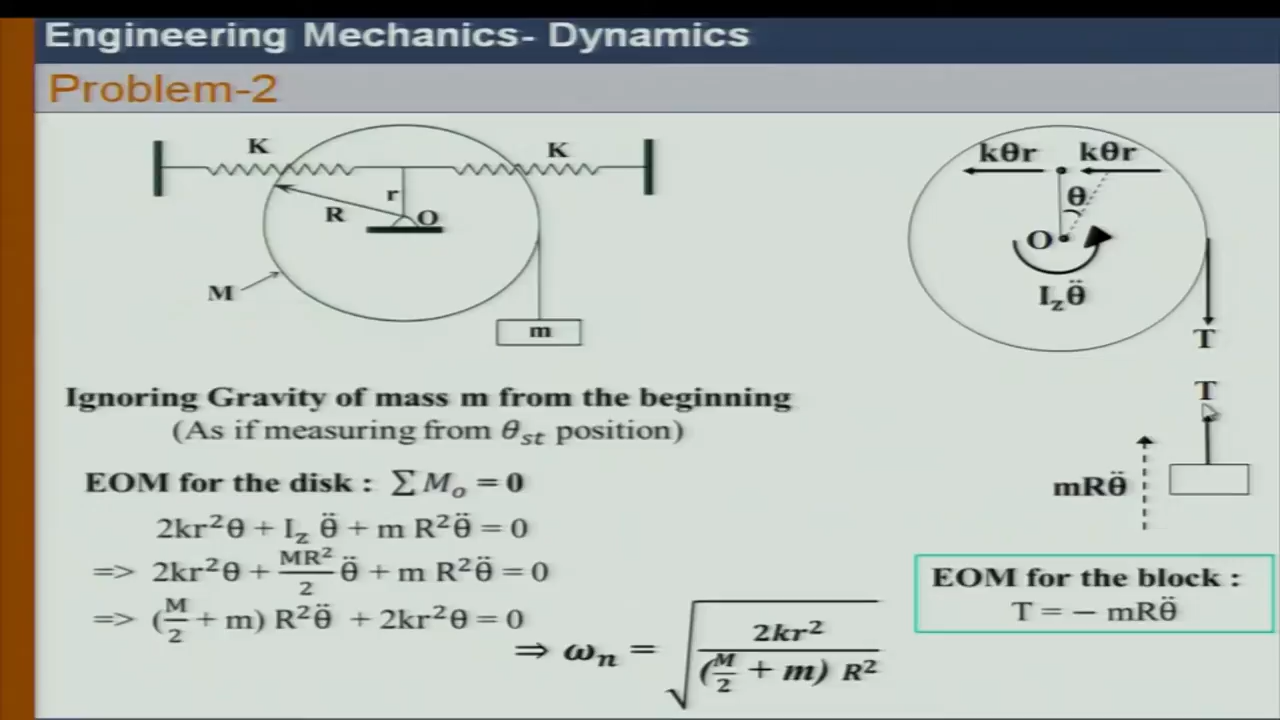 Engineering Mechanics- Dynamics
Problem-2
K
K
r
R
O
M
m
kθr
kθr
θ
O
I_z θ̈
T
T
mRθ̈
Ignoring Gravity of mass m from the beginning
(As if measuring from θ_st position)
EOM for the disk : ∑ M_o = 0
2kr²θ + I_z θ̈ + m R²θ̈ = 0
=> 2kr²θ + MR²/2 θ̈ + m R²θ̈ = 0
=> (M/2 + m) R²θ̈ + 2kr²θ = 0
⇒ ω_n = √(2kr² / (M/2 + m) R²)
EOM for the block :
T = − mRθ̈